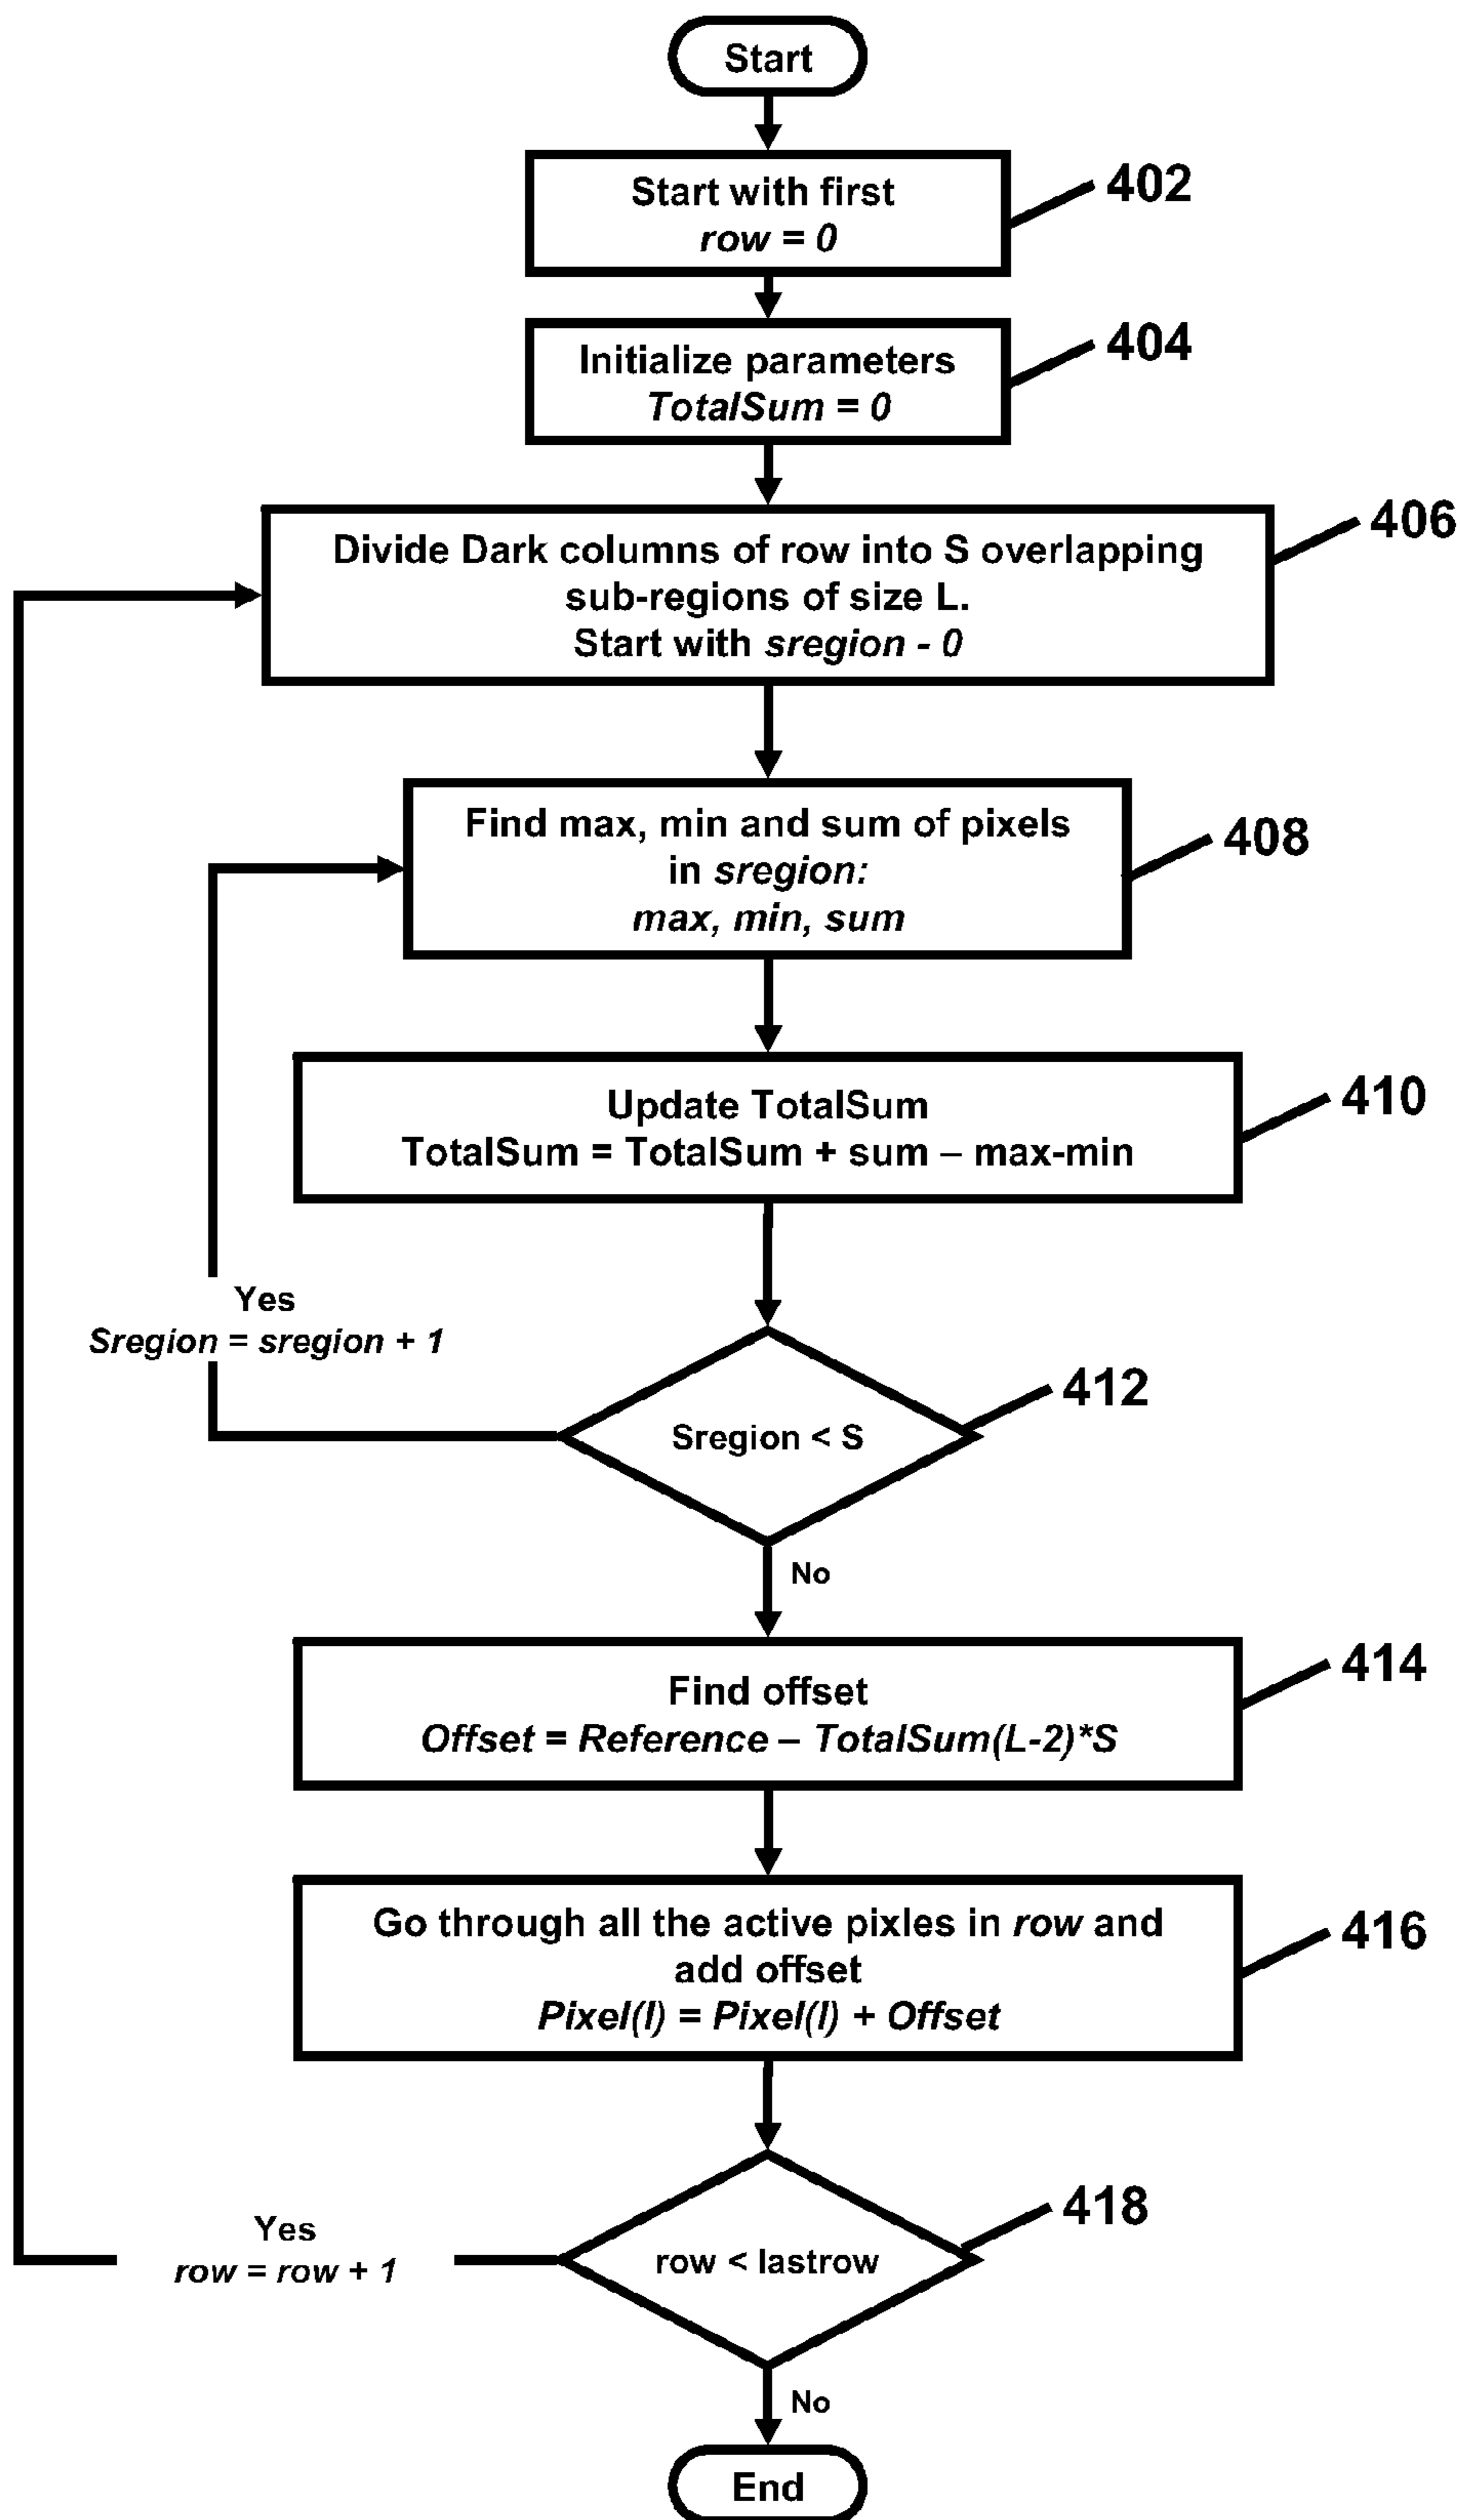 Start
Start with first
row = 0
402
Initialize parameters
TotalSum = 0
404
Divide Dark columns of row into S overlapping
sub-regions of size L.
Start with sregion - 0
406
Find max, min and sum of pixels
in sregion:
max, min, sum
408
Update TotalSum
TotalSum = TotalSum + sum – max-min
410
Yes
Sregion = sregion + 1
Sregion < S
412
No
Find offset
Offset = Reference – TotalSum(L-2)*S
414
Go through all the active pixles in row and
add offset
Pixel(I) = Pixel(I) + Offset
416
Yes
row = row + 1
row < lastrow
418
No
End